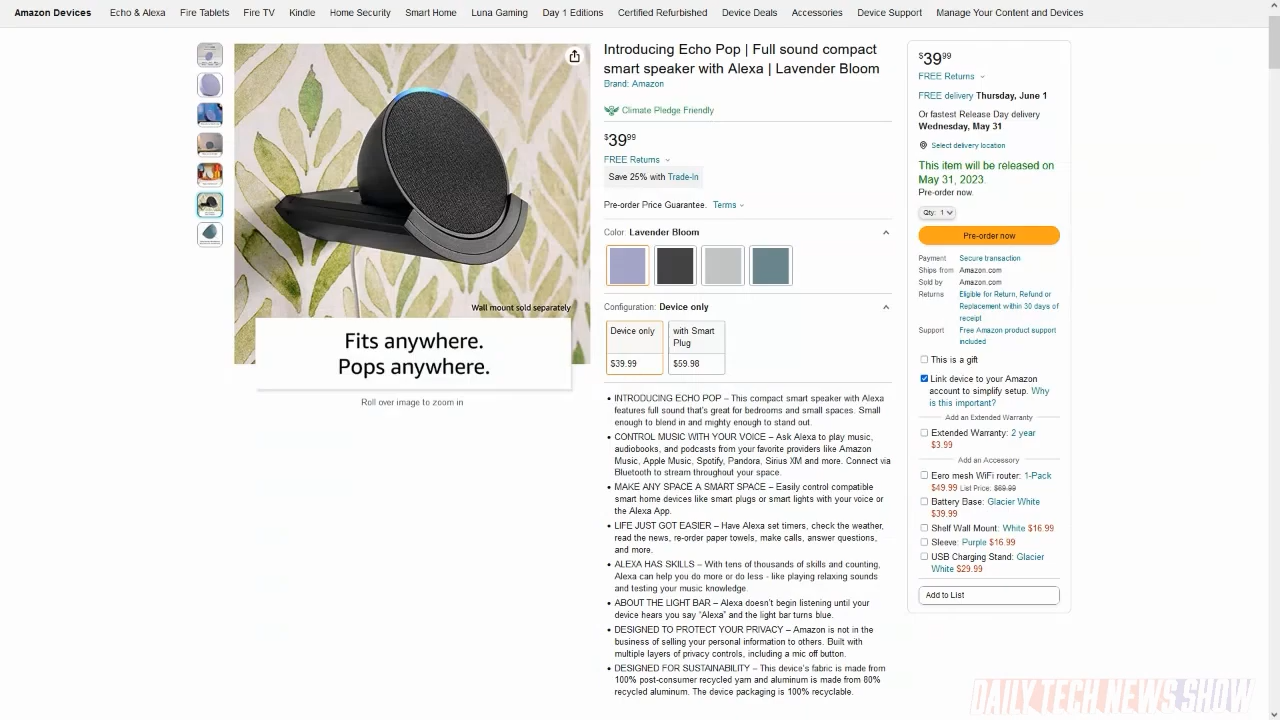 Amazon Devices Echo & Alexa Fire Tablets Fire TV Kindle Home Security Smart Home Luna Gaming Day 1 Editions Certified Refurbished Device Deals Accessories Device Support Manage Your Content and Devices
Wall mount sold separately
Fits anywhere.
Pops anywhere.
Roll over image to zoom in
Introducing Echo Pop | Full sound compact
smart speaker with Alexa | Lavender Bloom
Brand: Amazon
Climate Pledge Friendly
$39.99
FREE Returns
Save 25% with Trade-In
Pre-order Price Guarantee. Terms
Color: Lavender Bloom
Configuration: Device only
Device only
$39.99
with Smart
Plug
$59.98
• INTRODUCING ECHO POP – This compact smart speaker with Alexa
features full sound that's great for bedrooms and small spaces. Small
enough to blend in and mighty enough to stand out.
• CONTROL MUSIC WITH YOUR VOICE – Ask Alexa to play music,
audiobooks, and podcasts from your favorite providers like Amazon
Music, Apple Music, Spotify, Pandora, Sirius XM and more. Connect via
Bluetooth to stream throughout your space.
• MAKE ANY SPACE A SMART SPACE – Easily control compatible
smart home devices like smart plugs or smart lights with your voice or
the Alexa App.
• LIFE JUST GOT EASIER – Have Alexa set timers, check the weather,
read the news, re-order paper towels, make calls, answer questions,
and more.
• ALEXA HAS SKILLS – With tens of thousands of skills and counting,
Alexa can help you do more or do less - like playing relaxing sounds
and testing your music knowledge.
• ABOUT THE LIGHT BAR – Alexa doesn't begin listening until your
device hears you say "Alexa" and the light bar turns blue.
• DESIGNED TO PROTECT YOUR PRIVACY – Amazon is not in the
business of selling your personal information to others. Built with
multiple layers of privacy controls, including a mic off button.
• DESIGNED FOR SUSTAINABILITY – This device's fabric is made from
100% post-consumer recycled yarn and aluminum is made from 80%
recycled aluminum. The device packaging is 100% recyclable.
$39.99
FREE Returns
FREE delivery Thursday, June 1
Or fastest Release Day delivery
Wednesday, May 31
Select delivery location
This item will be released on
May 31, 2023.
Pre-order now.
Qty: 1
Pre-order now
Payment Secure transaction
Ships from Amazon.com
Sold by Amazon.com
Returns Eligible for Return, Refund or
Replacement within 30 days of
receipt
Support Free Amazon product support
included
This is a gift
Link device to your Amazon
account to simplify setup. Why
is this important?
Add an Extended Warranty
Extended Warranty: 2 year
$3.99
Add an Accessory
Eero mesh WiFi router: 1-Pack
$49.99 List Price: $69.99
Battery Base: Glacier White
$39.99
Shelf Wall Mount: White $16.99
Sleeve: Purple $16.99
USB Charging Stand: Glacier
White $29.99
Add to List
DAILY TECH NEWS SHOW